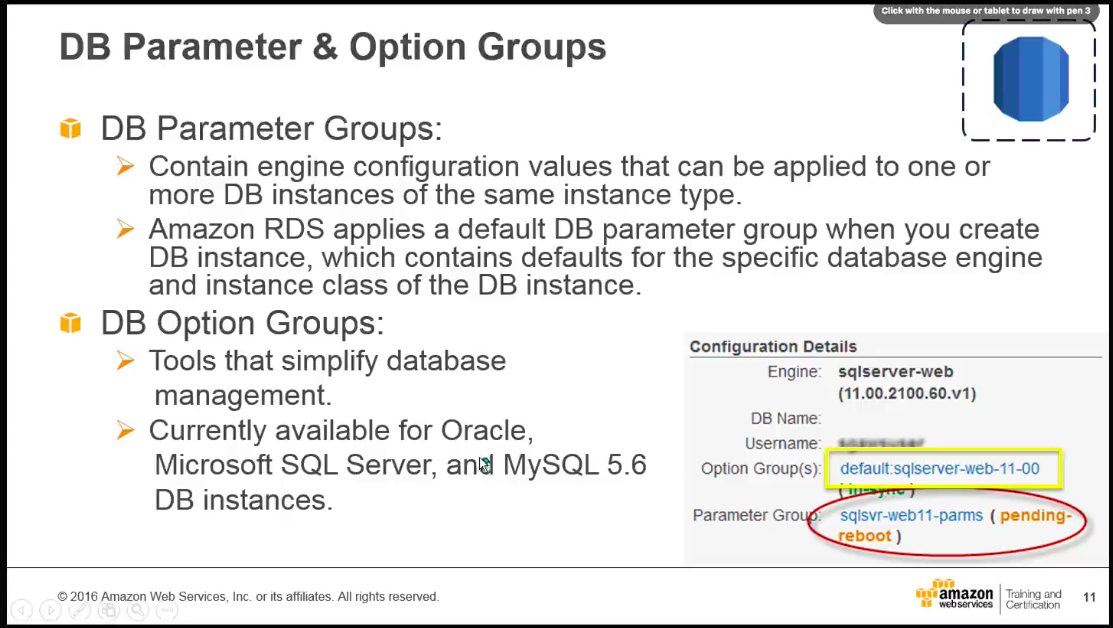 Click with the mouse or tablet to draw with pen 3
DB Parameter & Option Groups
DB Parameter Groups:
Contain engine configuration values that can be applied to one or
more DB instances of the same instance type.
Amazon RDS applies a default DB parameter group when you create
DB instance, which contains defaults for the specific database engine
and instance class of the DB instance.
DB Option Groups:
Tools that simplify database
management.
Currently available for Oracle,
Microsoft SQL Server, and MySQL 5.6
DB instances.
Configuration Details
Engine: sqlserver-web
(11.00.2100.60.v1)
DB Name:
Username:
Option Group(s): default:sqlserver-web-11-00
( in-sync )
Parameter Group: sqlsvr-web11-parms ( pending-
reboot )
© 2016 Amazon Web Services, Inc. or its affiliates. All rights reserved.
amazon
web services
Training and
Certification
11